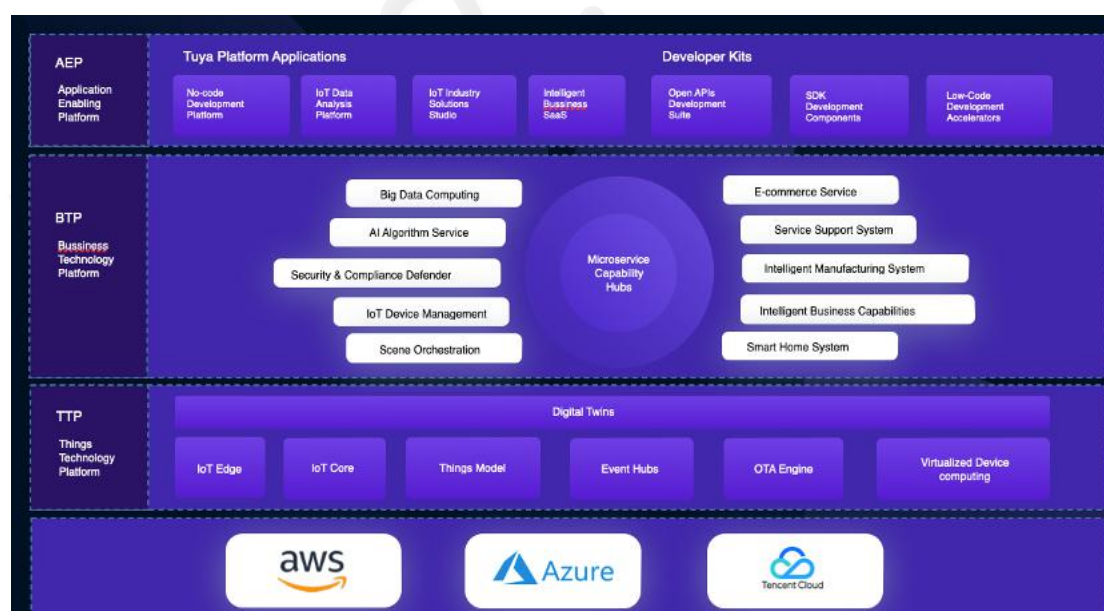 AEP
Application
Enabling
Platform
Tuya Platform Applications
Developer Kits
No-code
Development
Platform
IoT Data
Analysis
Platform
IoT Industry
Solutions
Studio
Intelligent
Bussiness
SaaS
Open APIs
Development
Suite
SDK
Development
Components
Low-Code
Development
Accelerators
BTP
Bussiness
Technology
Platform
Big Data Computing
AI Algorithm Service
Security & Compliance Defender
IoT Device Management
Scene Orchestration
Microservice
Capability
Hubs
E-commerce Service
Service Support System
Intelligent Manufacturing System
Intelligent Business Capabilities
Smart Home System
TTP
Things
Technology
Platform
Digital Twins
IoT Edge
IoT Core
Things Model
Event Hubs
OTA Engine
Virtualized Device
computing
aws
Azure
Tencent Cloud